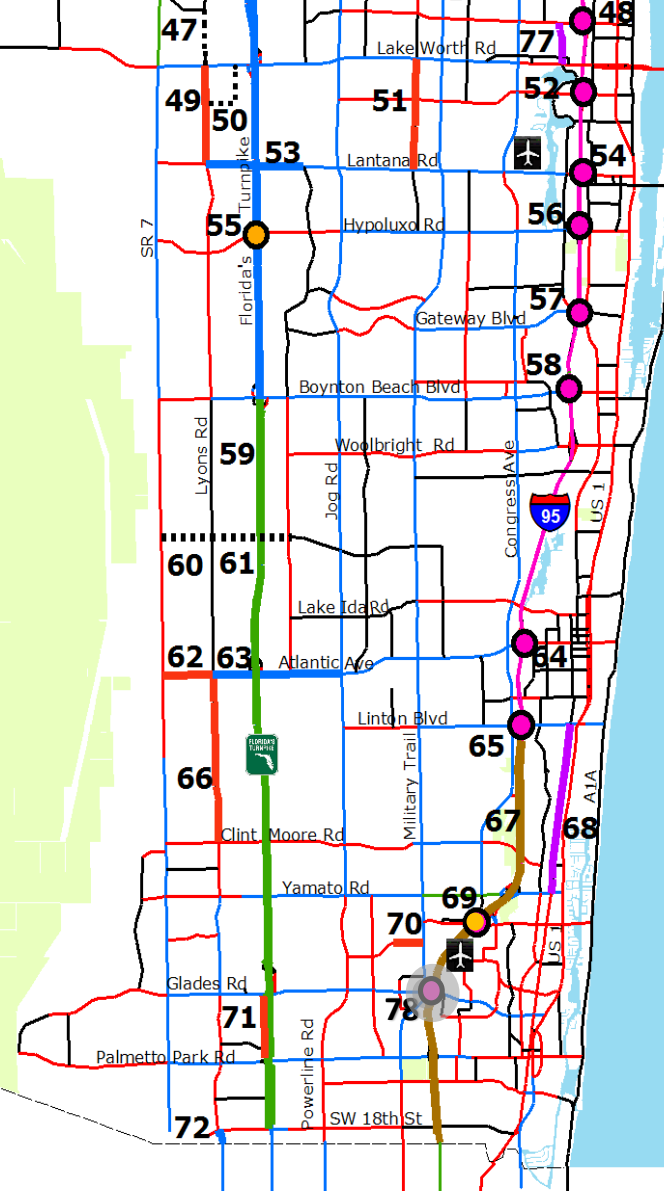 48
47
Lake Worth Rd
77
49
50
51
52
53
Lantana Rd
54
Turnpike
55
Hypoluxo Rd
56
SR 7
Florida's
57
Gateway Blvd
58
Boynton Beach Blvd
Lyons Rd
59
Woolbright Rd
Jog Rd
Congress Ave
US 1
95
60
61
Lake Ida Rd
62
63
Atlantic Ave
64
Linton Blvd
65
FLORIDA'S
TURNPIKE
Military Trail
66
A1A
67
68
Clint Moore Rd
Yamato Rd
69
70
US 1
Glades Rd
78
71
Powerline Rd
Palmetto Park Rd
72
SW 18th St